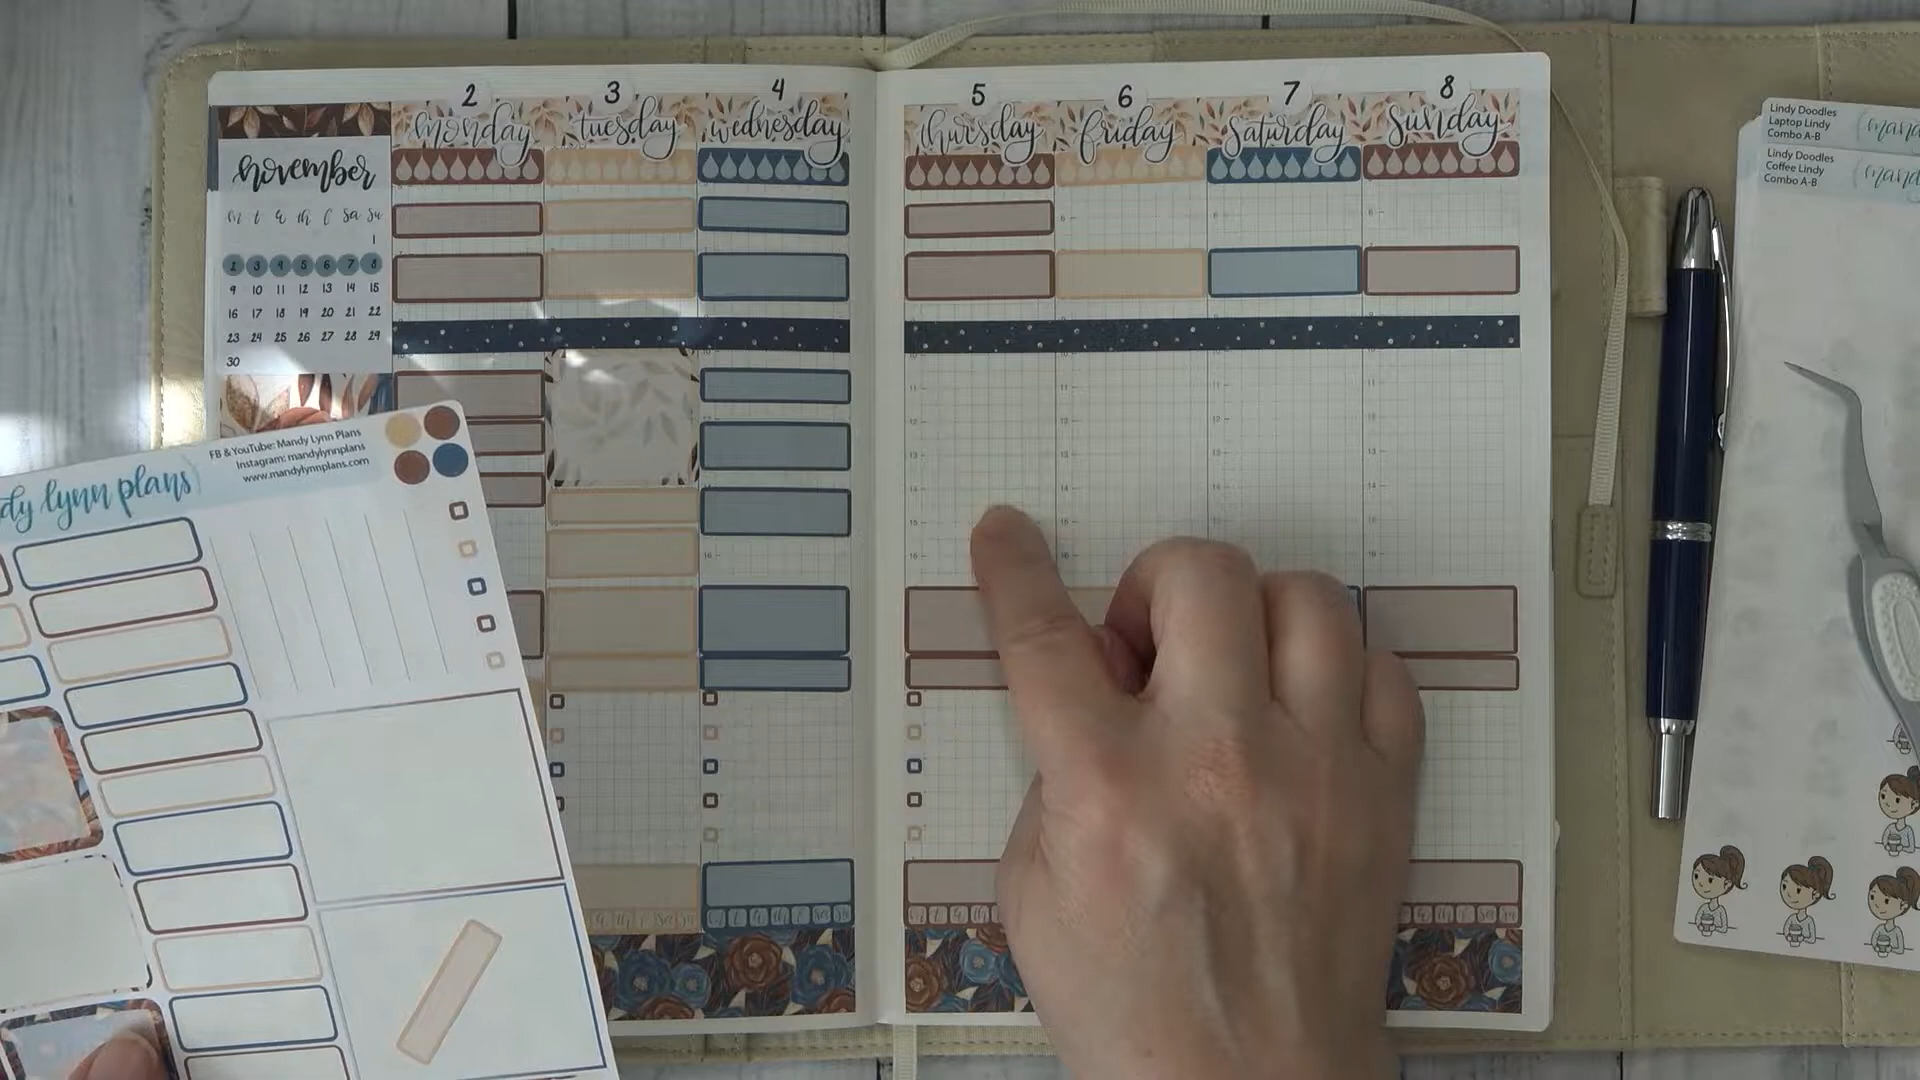 2 3 4
monday tuesday wednesday
november
m t w th f sa su
1
2 3 4 5 6 7 8
9 10 11 12 13 14 15
16 17 18 19 20 21 22
23 24 25 26 27 28 29
30
5 6 7 8
thursday friday saturday sunday
FB & YouTube: Mandy Lynn Plans
Instagram: mandylynnplans
www.mandylynnplans.com
dy lynn plans
Lindy Doodles
Laptop Lindy
Combo A-B
Lindy Doodles
Coffee Lindy
Combo A-B